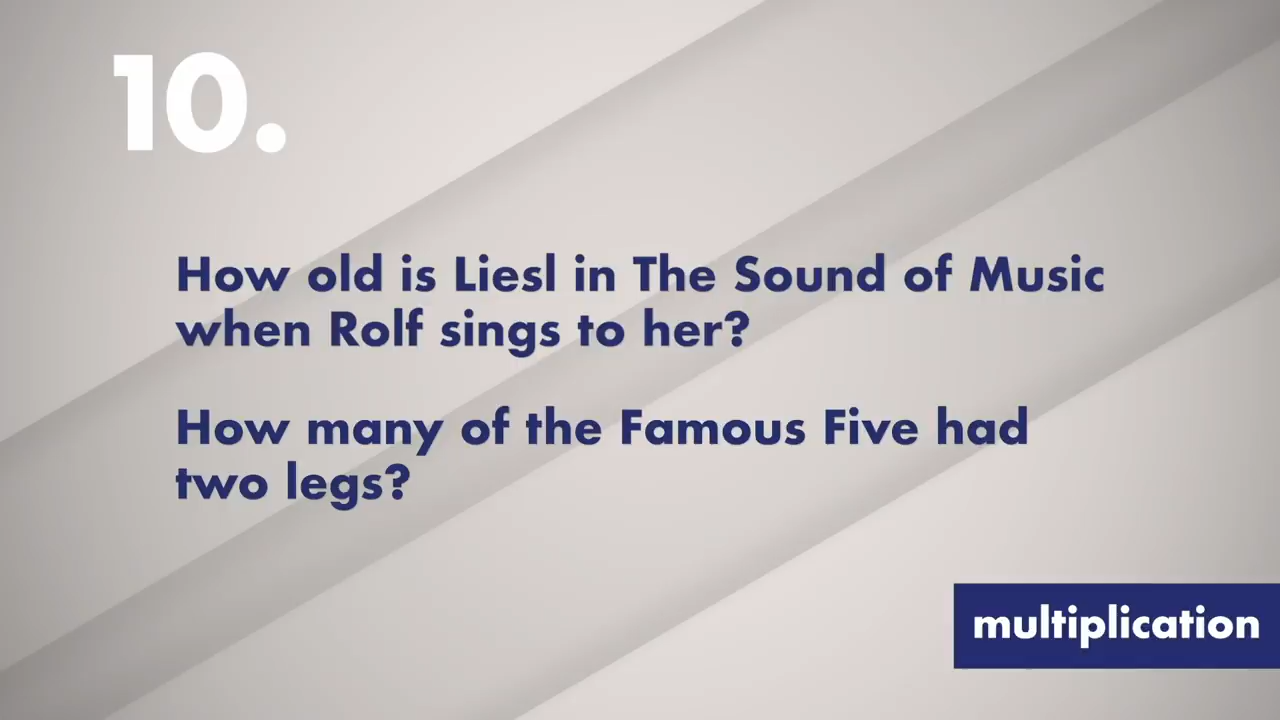 10.
How old is Liesl in The Sound of Music
when Rolf sings to her?
How many of the Famous Five had
two legs?
multiplication